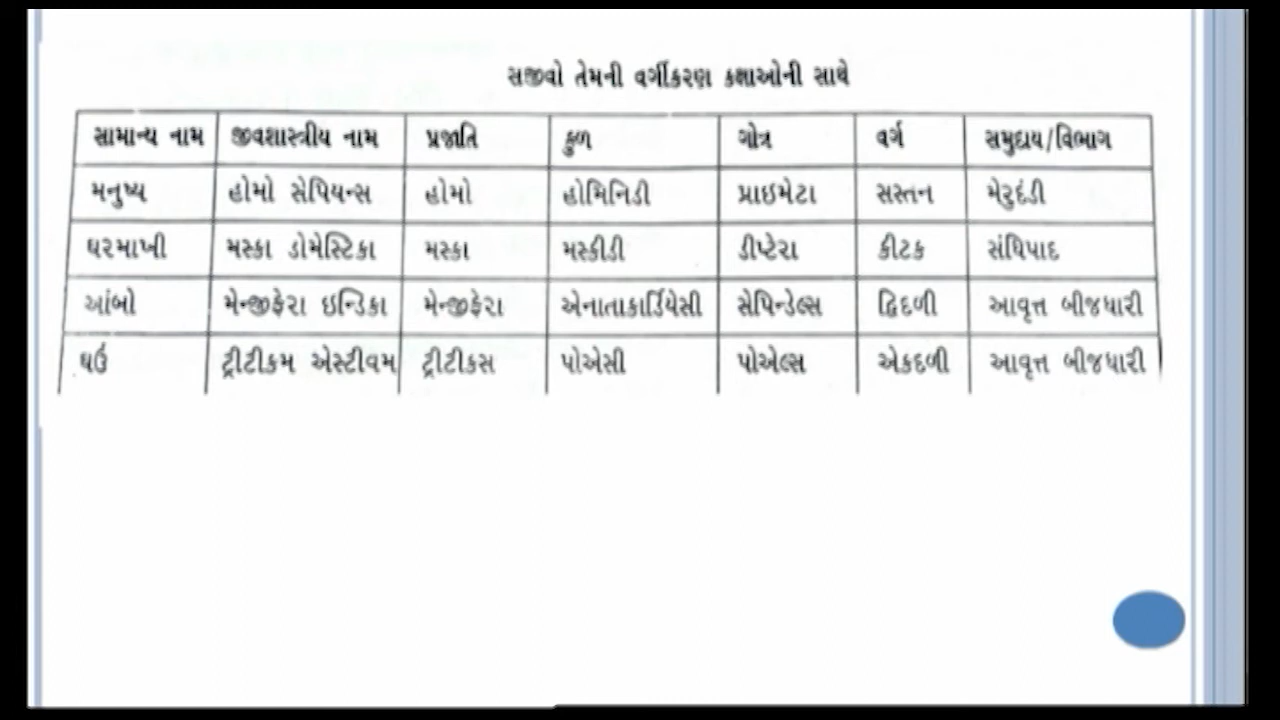 સજીવો તેમની વર્ગીકરણ કક્ષાઓની સાથે
સામાન્ય નામ જીવશાસ્ત્રીય નામ પ્રજાતિ કુળ ગોત્ર વર્ગ સમુદાય/વિભાગ
મનુષ્ય હોમો સેપિયન્સ હોમો હોમિનિડી પ્રાઇમેટા સસ્તન મેરુદંડી
ઘરમાખી મસ્કા ડોમેસ્ટિકા મસ્કા મસ્કીડી ડીપ્ટેરા કીટક સંધિપાદ
આંબો મેન્જીફેરા ઇન્ડિકા મેન્જીફેરા એનાતાકાર્ડિયેસી સેપિન્ડેલ્સ દ્વિદળી આવૃત્ત બીજધારી
ઘઉં ટ્રીટીકમ એસ્ટીવમ ટ્રીટીકસ પોએસી પોએલ્સ એકદળી આવૃત્ત બીજધારી